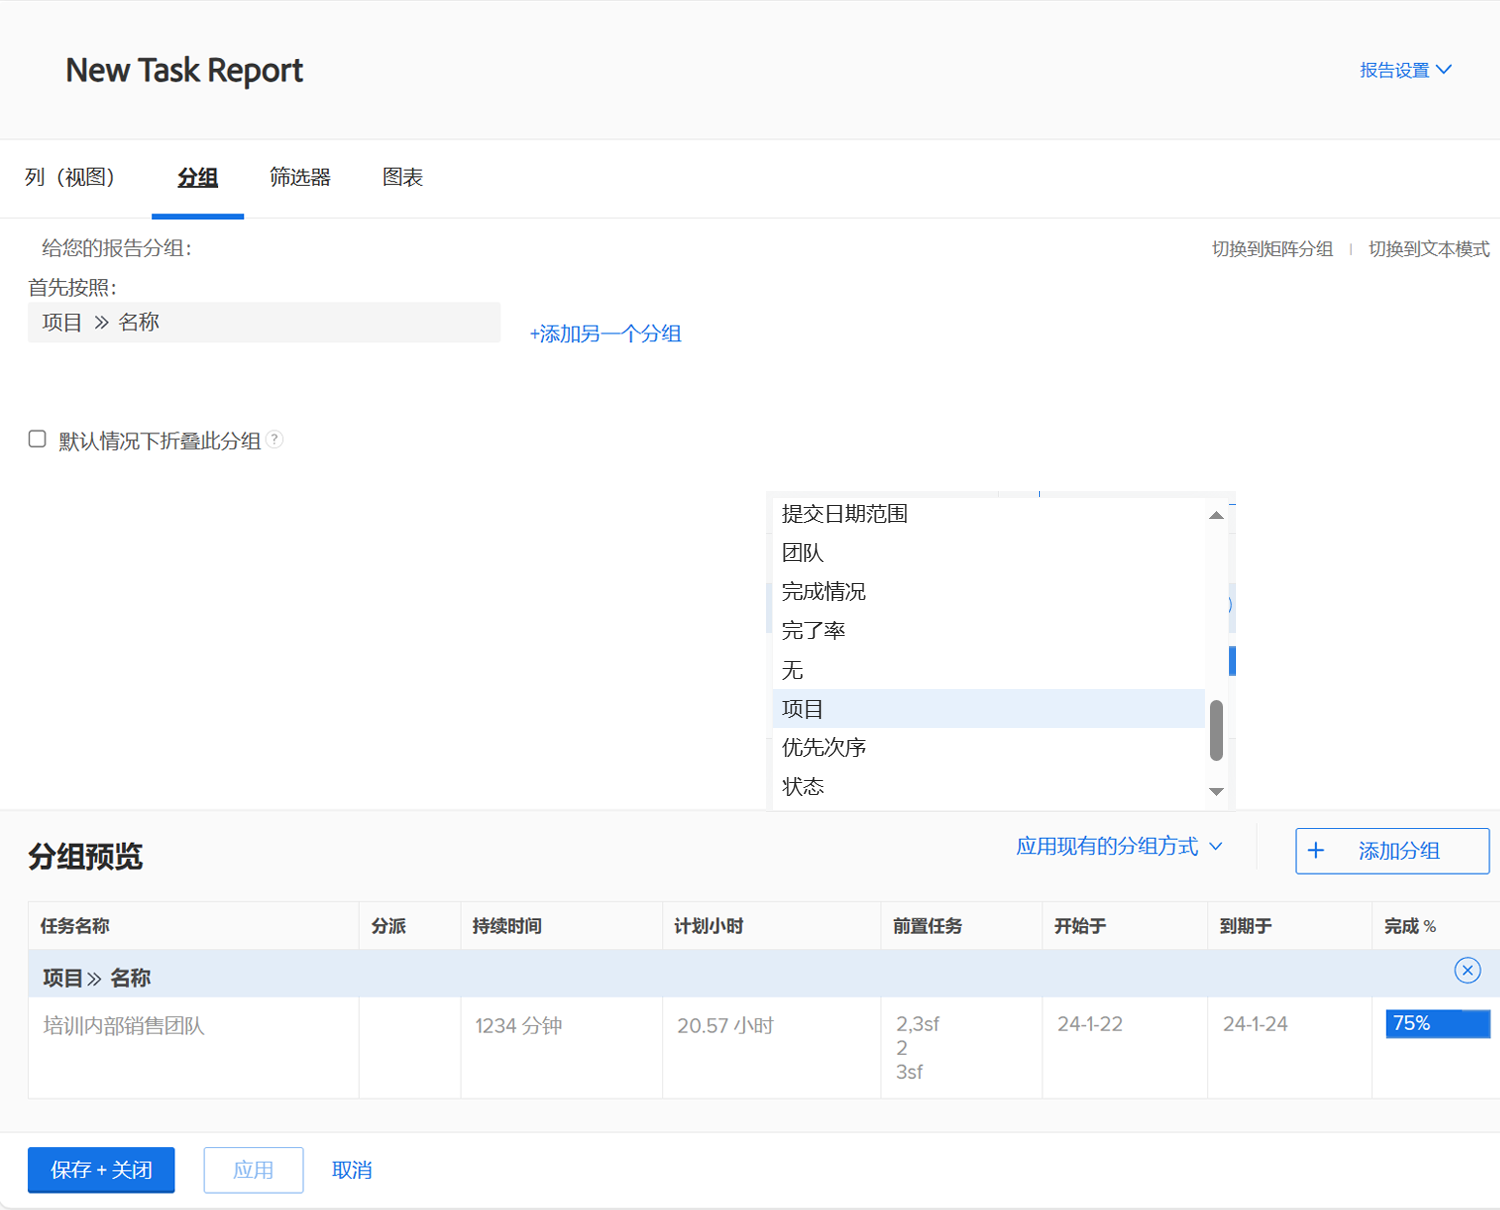 New Task Report
报告设置
列（视图）
分组
筛选器
图表
给您的报告分组：
切换到矩阵分组
切换到文本模式
首先按照：
项目 >> 名称
+添加另一个分组
默认情况下折叠此分组 ?
提交日期范围
团队
完成情况
完了率
无
项目
优先次序
状态
分组预览
应用现有的分组方式
+ 添加分组
任务名称
分派
持续时间
计划小时
前置任务
开始于
到期于
完成 %
项目 >> 名称
培训内部销售团队
1234 分钟
20.57 小时
2,3sf
2
3sf
24-1-22
24-1-24
75%
保存 + 关闭
应用
取消